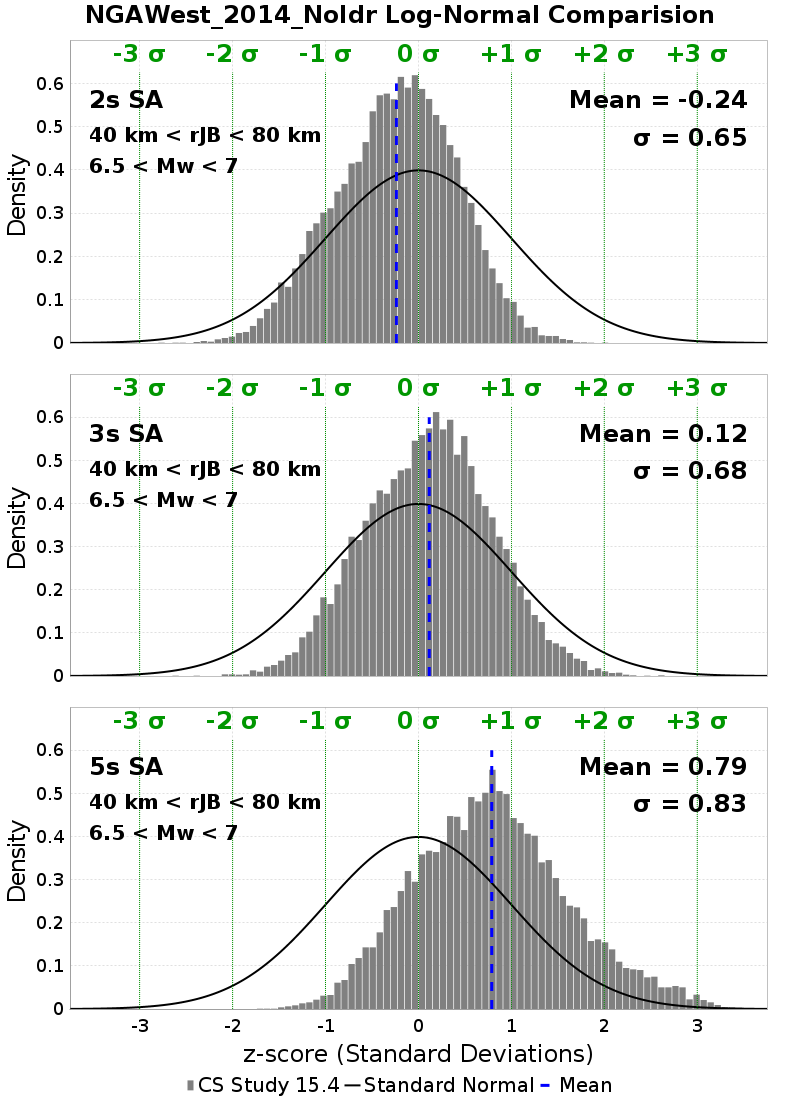 NGAWest_2014_NoIdr Log-Normal Comparision
-3 σ -2 σ -1 σ 0 σ +1 σ +2 σ +3 σ
2s SA
Mean = -0.24
40 km < rJB < 80 km
σ = 0.65
6.5 < Mw < 7
Density
0.6
0.5
0.4
0.3
0.2
0.1
0
-3 σ -2 σ -1 σ 0 σ +1 σ +2 σ +3 σ
3s SA
Mean = 0.12
40 km < rJB < 80 km
σ = 0.68
6.5 < Mw < 7
Density
0.6
0.5
0.4
0.3
0.2
0.1
0
-3 σ -2 σ -1 σ 0 σ +1 σ +2 σ +3 σ
5s SA
Mean = 0.79
40 km < rJB < 80 km
σ = 0.83
6.5 < Mw < 7
Density
0.6
0.5
0.4
0.3
0.2
0.1
0
-3 -2 -1 0 1 2 3
z-score (Standard Deviations)
CS Study 15.4 Standard Normal Mean